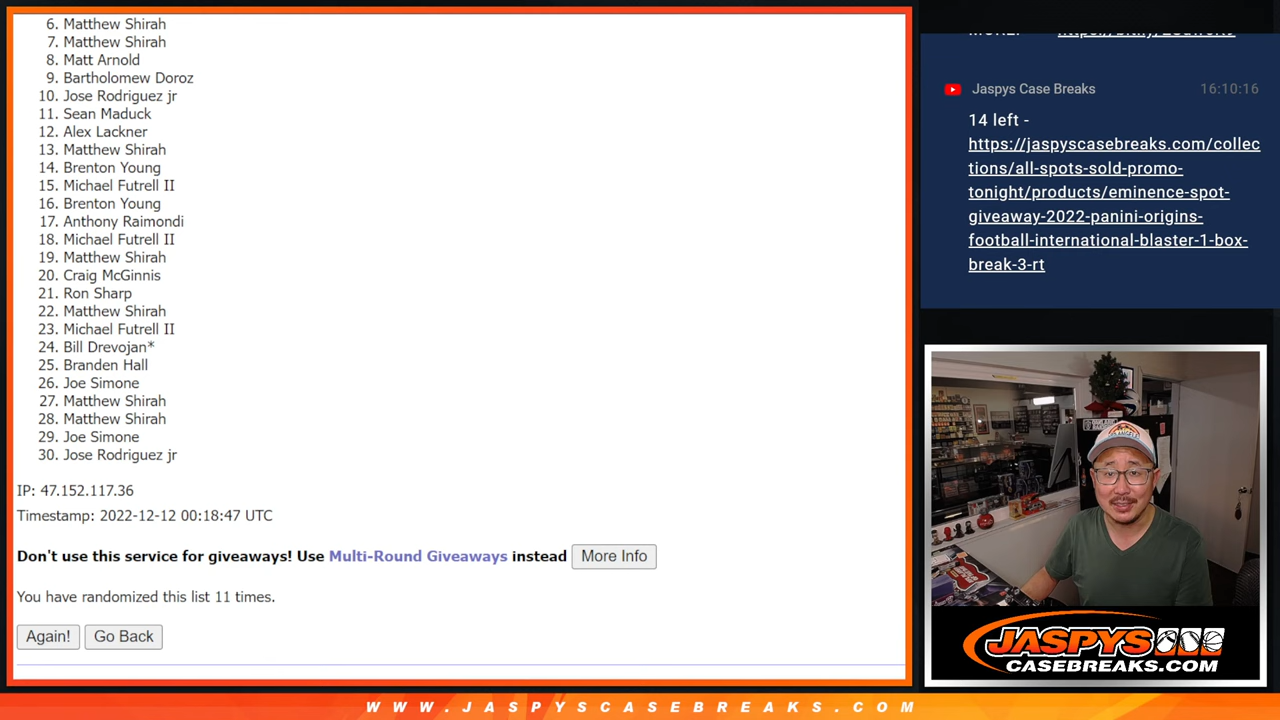 6. Matthew Shirah
7. Matthew Shirah
8. Matt Arnold
9. Bartholomew Doroz
10. Jose Rodriguez jr
11. Sean Maduck
12. Alex Lackner
13. Matthew Shirah
14. Brenton Young
15. Michael Futrell II
16. Brenton Young
17. Anthony Raimondi
18. Michael Futrell II
19. Matthew Shirah
20. Craig McGinnis
21. Ron Sharp
22. Matthew Shirah
23. Michael Futrell II
24. Bill Drevojan*
25. Branden Hall
26. Joe Simone
27. Matthew Shirah
28. Matthew Shirah
29. Joe Simone
30. Jose Rodriguez jr
IP: 47.152.117.36
Timestamp: 2022-12-12 00:18:47 UTC
Don't use this service for giveaways! Use Multi-Round Giveaways instead More Info
You have randomized this list 11 times.
Again! Go Back
Jaspys Case Breaks 16:10:16
14 left -
https://jaspyscasebreaks.com/collec
tions/all-spots-sold-promo-
tonight/products/eminence-spot-
giveaway-2022-panini-origins-
football-international-blaster-1-box-
break-3-rt
JASPYS
CASEBREAKS.COM
WWW.JASPYSCASEBREAKS.COM